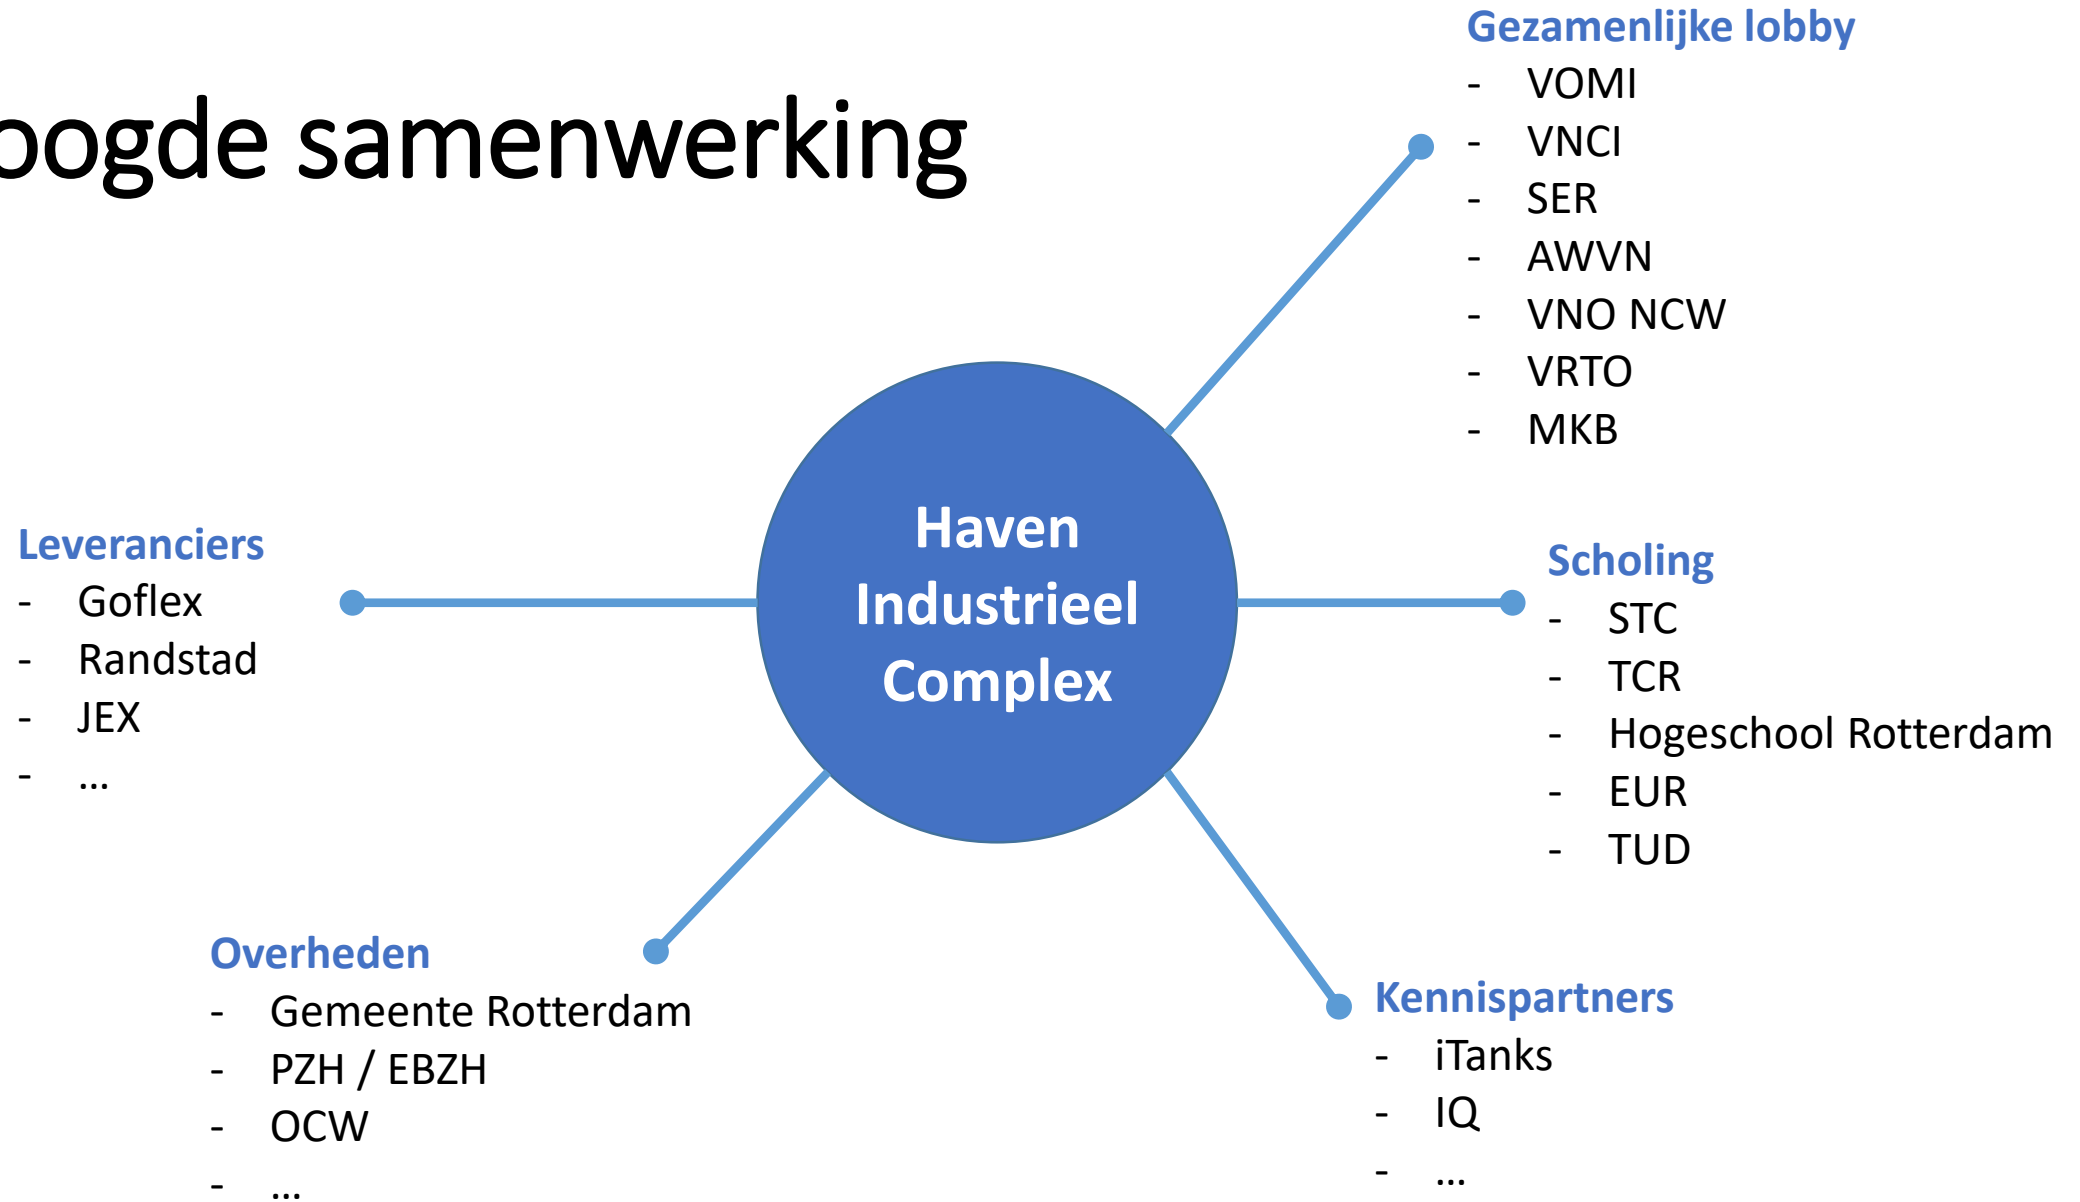 oogde samenwerking
Gezamenlijke lobby
- VOMI
- VNCI
- SER
- AWVN
- VNO NCW
- VRTO
- MKB
Haven
Industrieel
Complex
Leveranciers
- Goflex
- Randstad
- JEX
- ...
Scholing
- STC
- TCR
- Hogeschool Rotterdam
- EUR
- TUD
Overheden
- Gemeente Rotterdam
- PZH / EBZH
- OCW
- ...
Kennispartners
- iTanks
- IQ
- ...